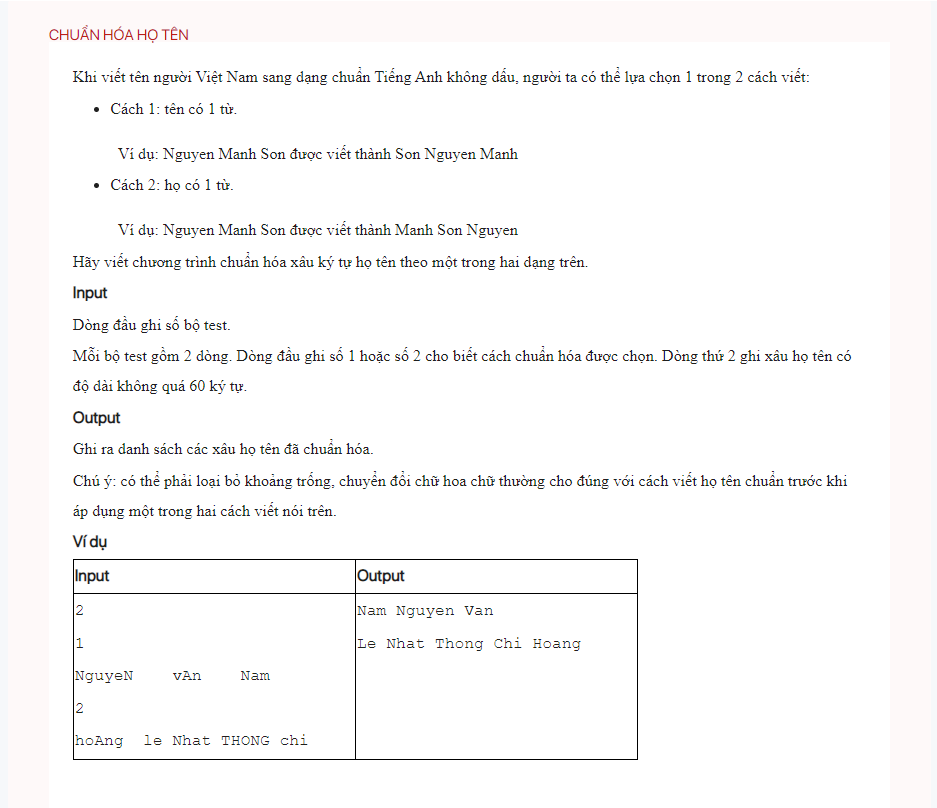 CHUẨN HÓA HỌ TÊN
Khi viết tên người Việt Nam sang dạng chuẩn Tiếng Anh không dấu, người ta có thể lựa chọn 1 trong 2 cách viết:
• Cách 1: tên có 1 từ.
Ví dụ: Nguyen Manh Son được viết thành Son Nguyen Manh
• Cách 2: họ có 1 từ.
Ví dụ: Nguyen Manh Son được viết thành Manh Son Nguyen
Hãy viết chương trình chuẩn hóa xâu ký tự họ tên theo một trong hai dạng trên.
Input
Dòng đầu ghi số bộ test.
Mỗi bộ test gồm 2 dòng. Dòng đầu ghi số 1 hoặc số 2 cho biết cách chuẩn hóa được chọn. Dòng thứ 2 ghi xâu họ tên có
độ dài không quá 60 ký tự.
Output
Ghi ra danh sách các xâu họ tên đã chuẩn hóa.
Chú ý: có thể phải loại bỏ khoảng trống, chuyển đổi chữ hoa chữ thường cho đúng với cách viết họ tên chuẩn trước khi
áp dụng một trong hai cách viết nói trên.
Ví dụ
Input Output
2 Nam Nguyen Van
1 Le Nhat Thong Chi Hoang
NguyeN    vAn    Nam
2
hoAng  le Nhat THONG chi